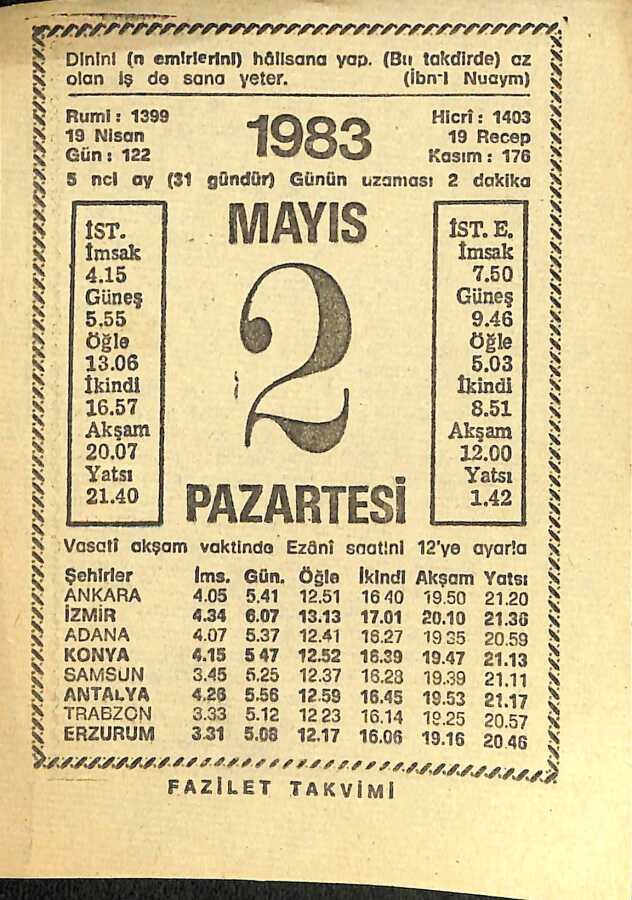 Dinini (n emirlerini) hâlisana yap. (Bu takdirde) az
olan iş de sana yeter. (İbn-i Nuaym)
Rumi : 1399
19 Nisan
Gün : 122
1983
Hicrî : 1403
19 Recep
Kasım : 176
5 nci ay (31 gündür) Günün uzaması 2 dakika
MAYIS
2
PAZARTESİ
İST.
İmsak
4.15
Güneş
5.55
Öğle
13.06
İkindi
16.57
Akşam
20.07
Yatsı
21.40
İST. E.
İmsak
7.50
Güneş
9.46
Öğle
5.03
İkindi
8.51
Akşam
12.00
Yatsı
1.42
Vasatî akşam vaktinde Ezânî saatini 12'ye ayarla
Şehirler İms. Gün. Öğle İkindi Akşam Yatsı
ANKARA 4.05 5.41 12.51 16 40 19.50 21.20
İZMİR 4.34 6.07 13.13 17.01 20.10 21.36
ADANA 4.07 5.37 12.41 16.27 19 35 20.59
KONYA 4.15 5 47 12.52 16.39 19.47 21.13
SAMSUN 3.45 5.25 12.37 16.28 19.39 21.11
ANTALYA 4.26 5.56 12.59 16.45 19.53 21.17
TRABZON 3.33 5.12 12 23 16.14 19.25 20.57
ERZURUM 3.31 5.08 12.17 16.06 19.16 20.46
FAZİLET TAKVİMİ